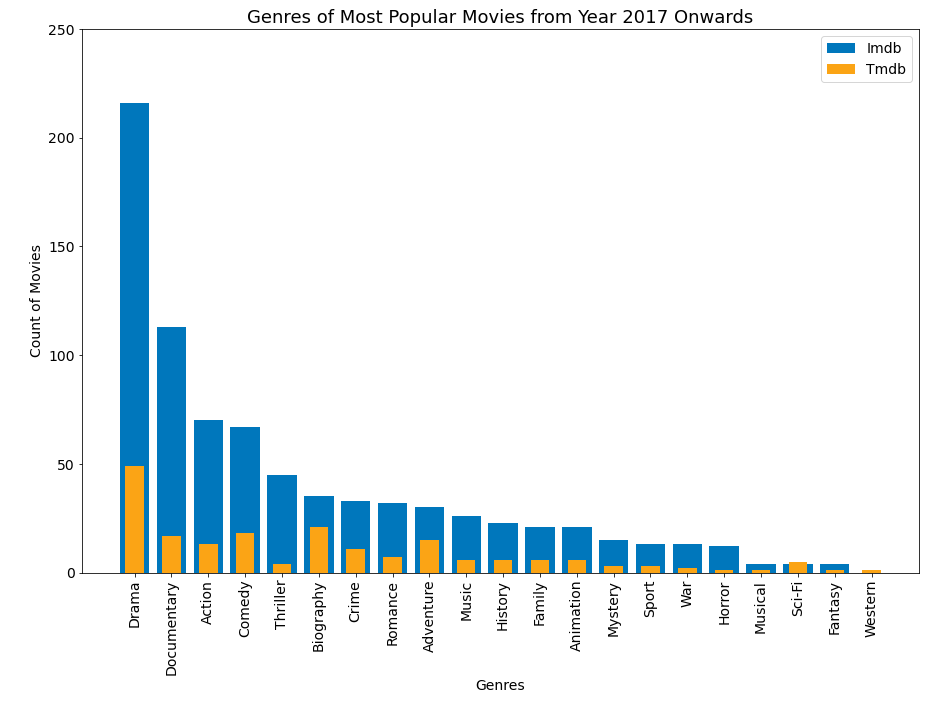 Genres of Most Popular Movies from Year 2017 Onwards
Imdb
Tmdb
Count of Movies
250
200
150
100
50
0
Drama
Documentary
Action
Comedy
Thriller
Biography
Crime
Romance
Adventure
Music
History
Family
Animation
Mystery
Sport
War
Horror
Musical
Sci-Fi
Fantasy
Western
Genres